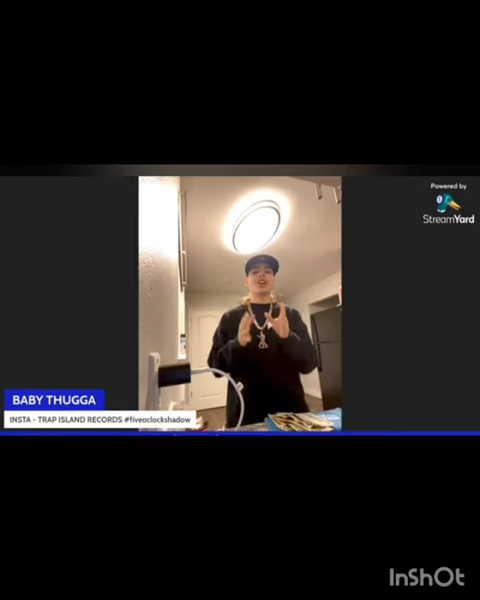 Powered by
StreamYard
BABY THUGGA
INSTA - TRAP ISLAND RECORDS #fiveoclockshadow
InShOt